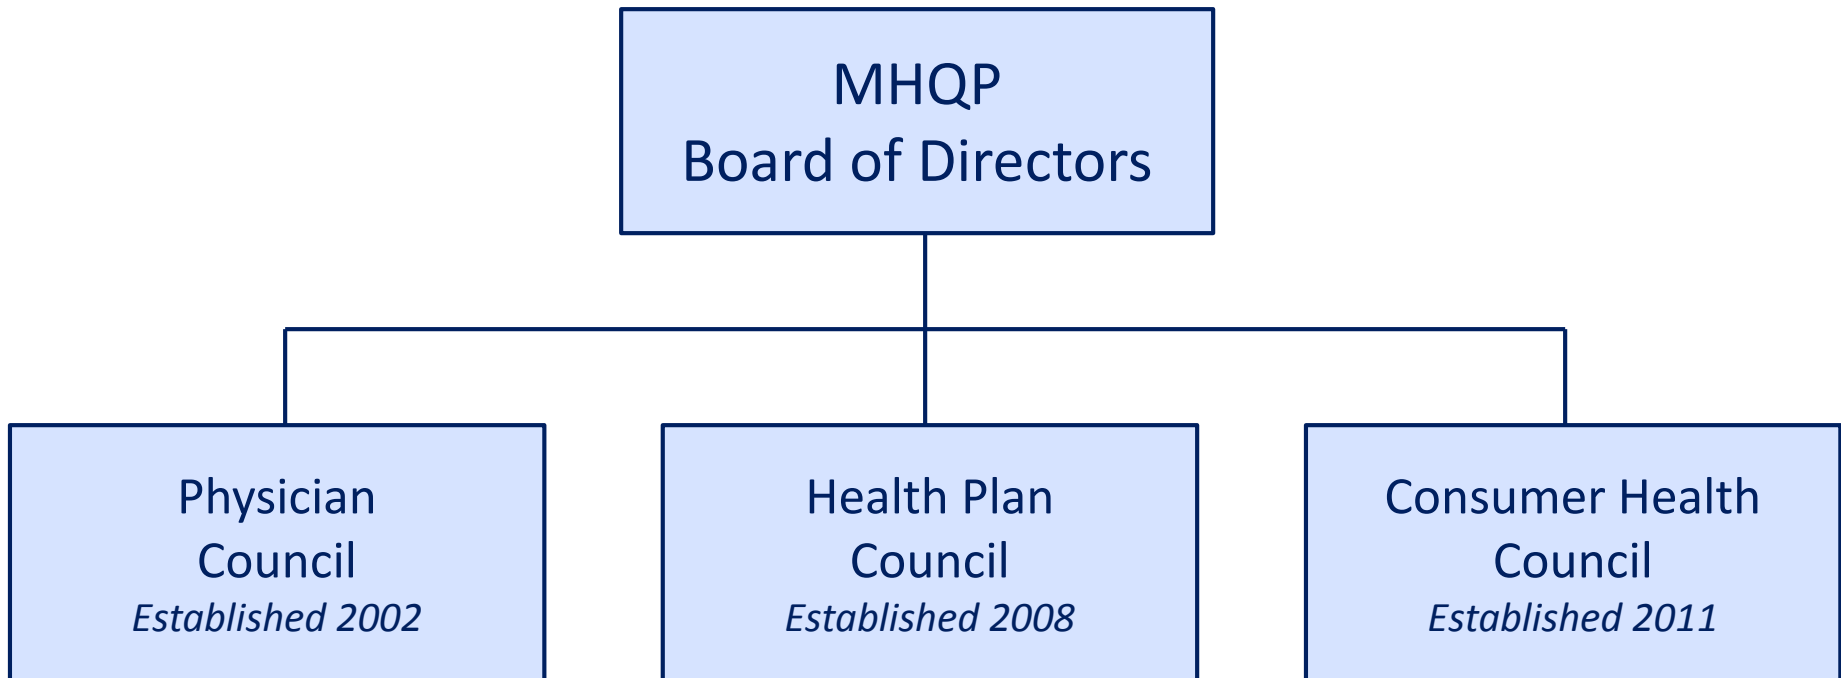 MHQP
Board of Directors
Physician
Council
Established 2002
Health Plan
Council
Established 2008
Consumer Health
Council
Established 2011